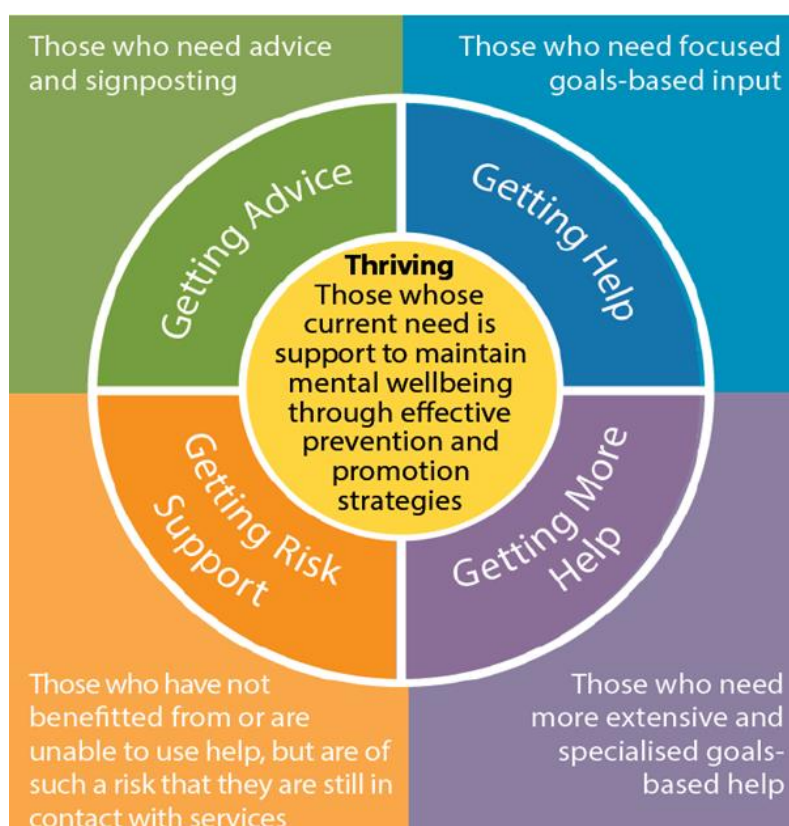 Those who need advice
and signposting
Those who need focused
goals-based input
Getting Advice
Getting Help
Thriving
Those whose
current need is
support to maintain
mental wellbeing
through effective
prevention and
promotion
strategies
Getting Risk
Support
Getting More
Help
Those who have not
benefitted from or are
unable to use help, but are of
such a risk that they are still in
contact with services
Those who need
more extensive and
specialised goals-
based help